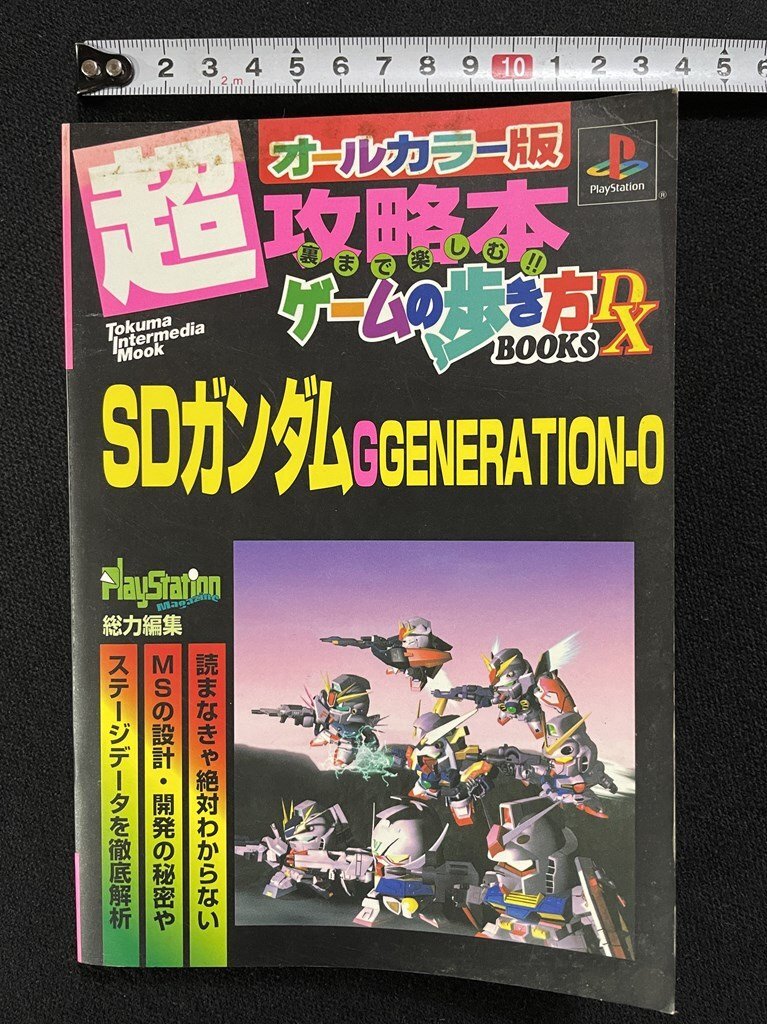 2 3 4 5 6 7 8 9 10 1 2 3 4 5 6
2m
超
オールカラー版
攻略本
裏まで楽しむ!!
ゲームの歩き方
BOOKS
DX
PlayStation
®
Tokuma
Intermedia
Mook
SDガンダムGGENERATION-0
PlayStation
Magazine
総力編集
読まなきゃ絶対わからない
MSの設計・開発の秘密や
ステージデータを徹底解析